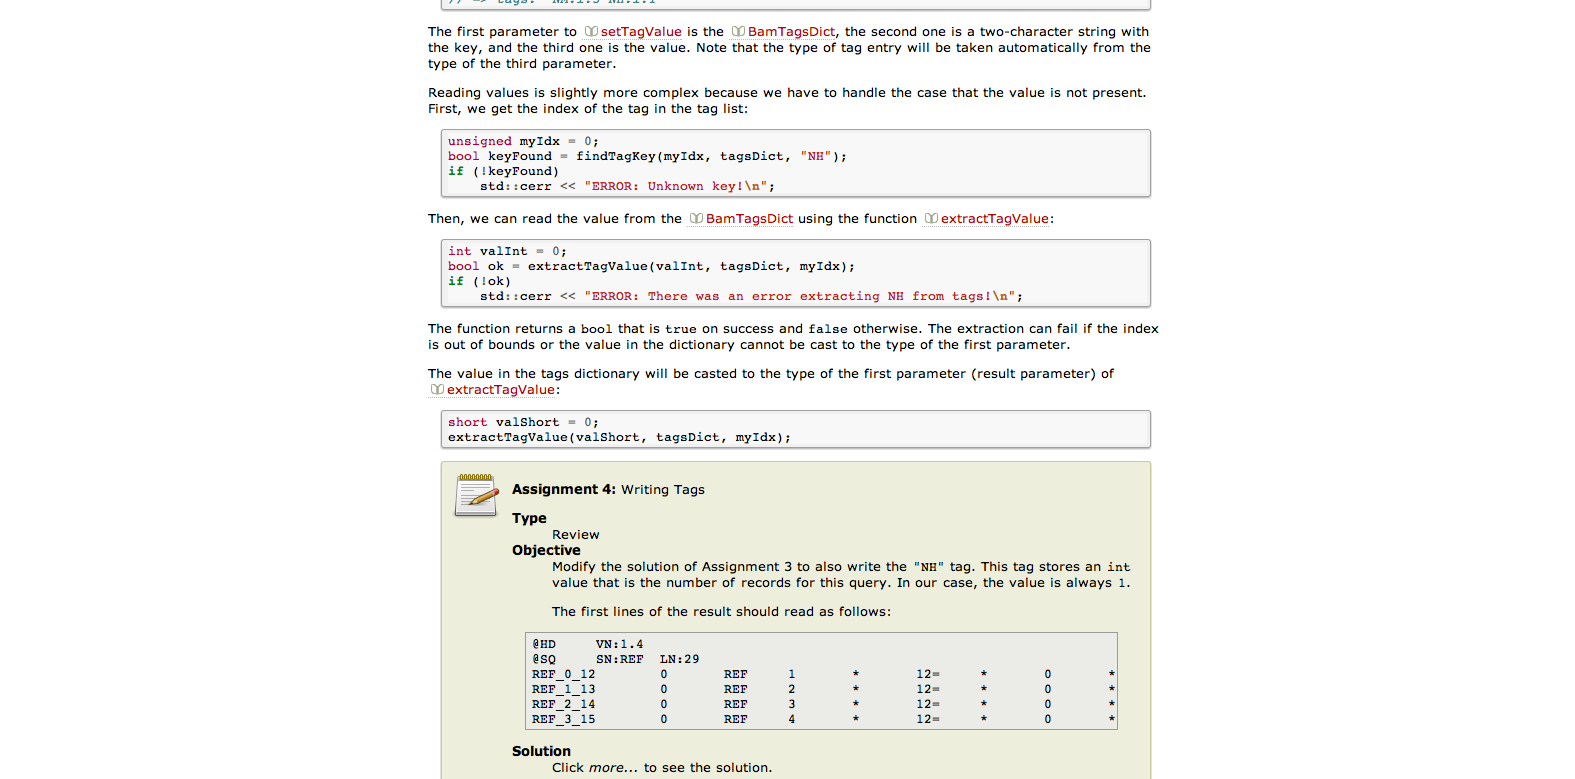 The first parameter to setTagValue is the BamTagsDict, the second one is a two-character string with
the key, and the third one is the value. Note that the type of tag entry will be taken automatically from the
type of the third parameter.
Reading values is slightly more complex because we have to handle the case that the value is not present.
First, we get the index of the tag in the tag list:
unsigned myIdx = 0;
bool keyFound = findTagKey(myIdx, tagsDict, "NH");
if (!keyFound)
    std::cerr << "ERROR: Unknown key!\n";
Then, we can read the value from the BamTagsDict using the function extractTagValue:
int valInt = 0;
bool ok = extractTagValue(valInt, tagsDict, myIdx);
if (!ok)
    std::cerr << "ERROR: There was an error extracting NH from tags!\n";
The function returns a bool that is true on success and false otherwise. The extraction can fail if the index
is out of bounds or the value in the dictionary cannot be cast to the type of the first parameter.
The value in the tags dictionary will be casted to the type of the first parameter (result parameter) of
extractTagValue:
short valShort = 0;
extractTagValue(valShort, tagsDict, myIdx);
Assignment 4: Writing Tags
Type
Review
Objective
Modify the solution of Assignment 3 to also write the "NH" tag. This tag stores an int
value that is the number of records for this query. In our case, the value is always 1.
The first lines of the result should read as follows:
@HD VN:1.4
@SQ SN:REF LN:29
REF_0_12 0 REF 1 * 12= * 0 *
REF_1_13 0 REF 2 * 12= * 0 *
REF_2_14 0 REF 3 * 12= * 0 *
REF_3_15 0 REF 4 * 12= * 0 *
Solution
Click more... to see the solution.